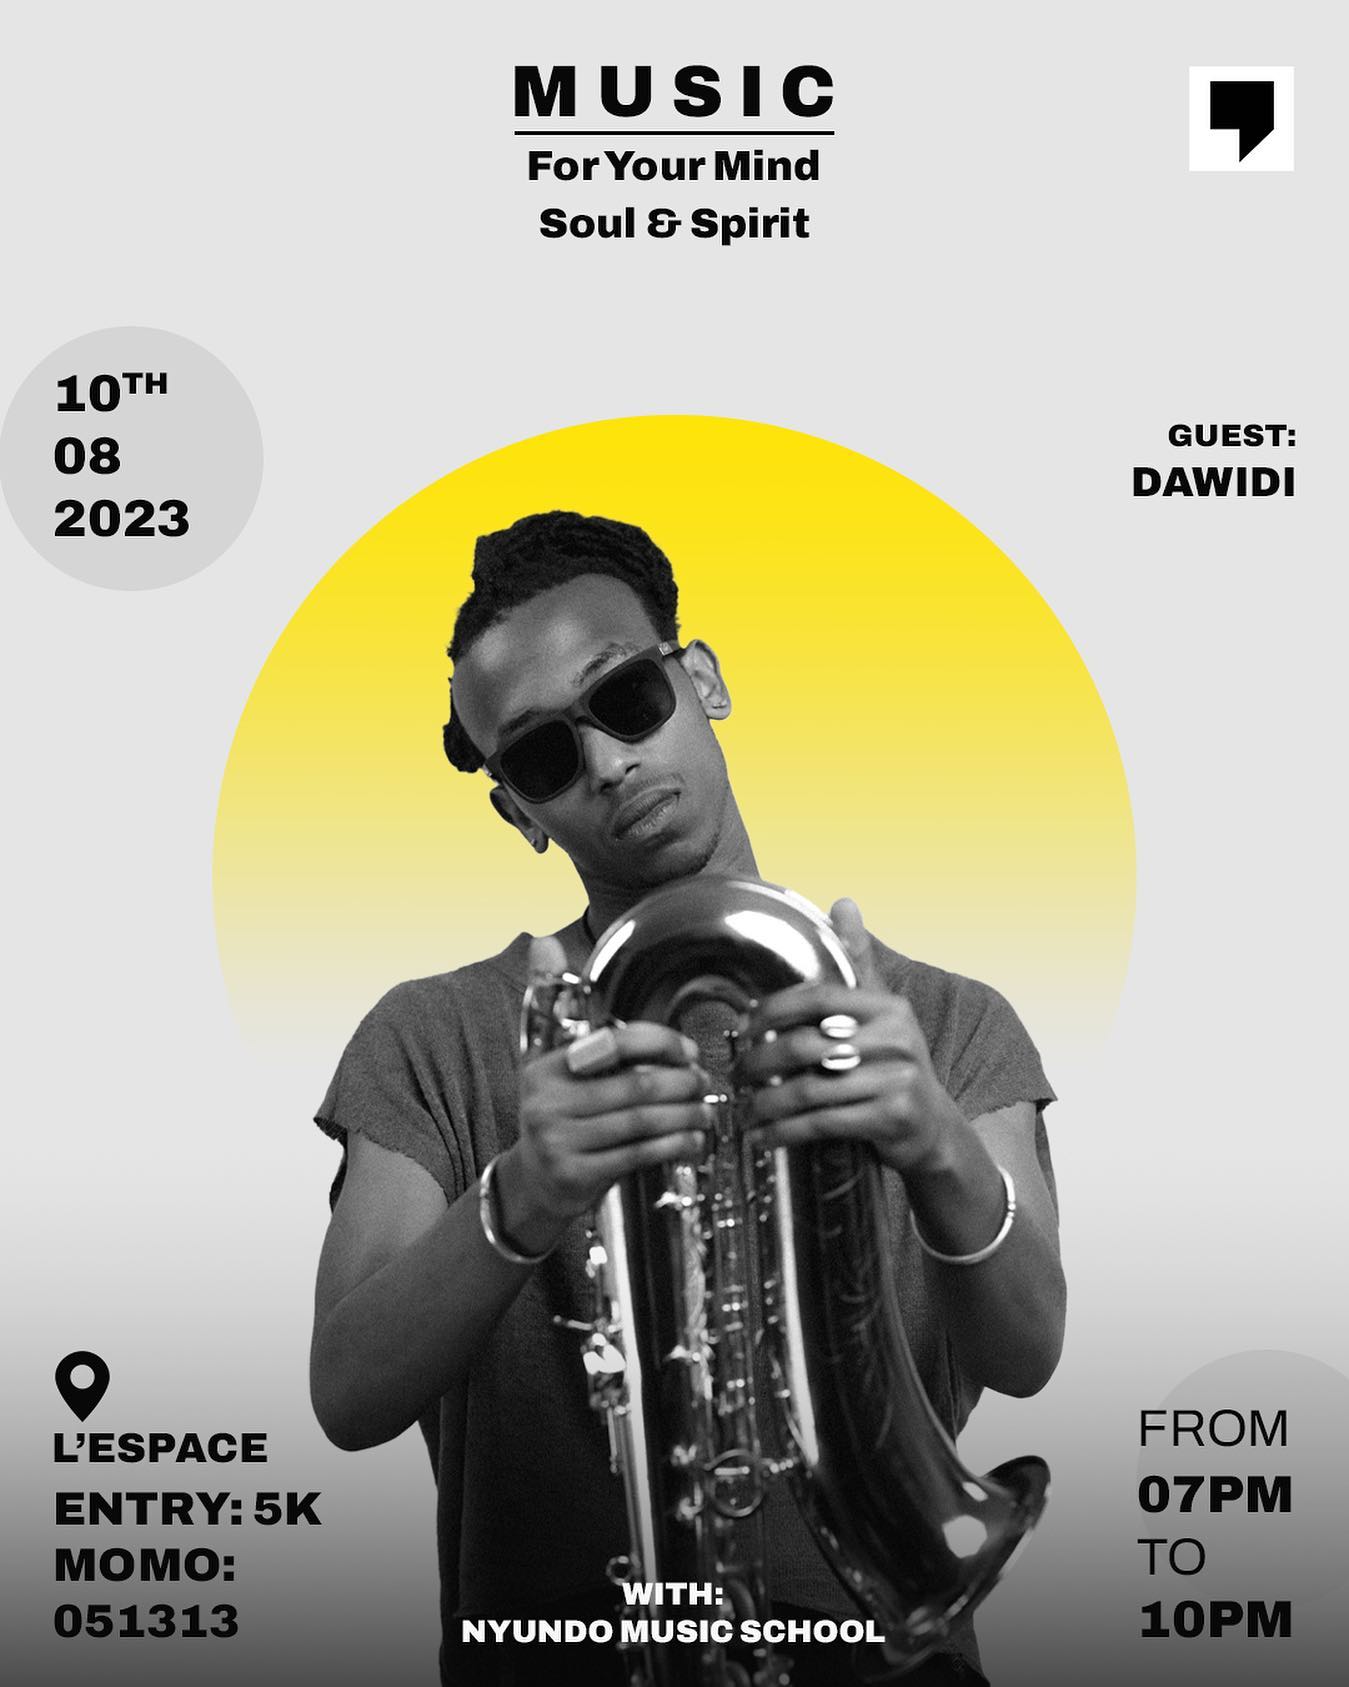 MUSIC
For Your Mind
Soul & Spirit
10TH
08
2023
GUEST:
DAWIDI
L'ESPACE
ENTRY: 5K
MOMO:
051313
WITH:
NYUNDO MUSIC SCHOOL
FROM
07PM
TO
10PM